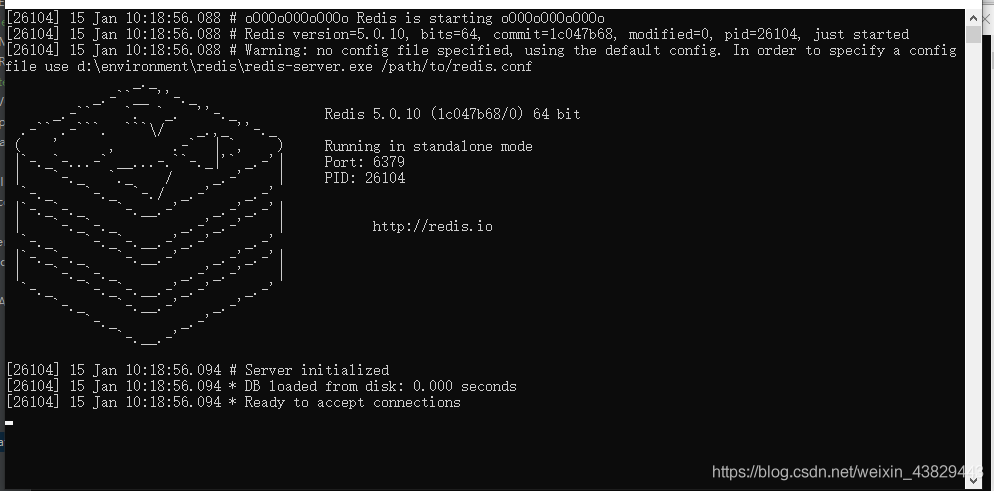 [26104] 15 Jan 10:18:56.088 # oO0OoO0OoO0Oo Redis is starting oO0OoO0OoO0Oo
[26104] 15 Jan 10:18:56.088 # Redis version=5.0.10, bits=64, commit=1c047b68, modified=0, pid=26104, just started
[26104] 15 Jan 10:18:56.088 # Warning: no config file specified, using the default config. In order to specify a config
file use d:\environment\redis\redis-server.exe /path/to/redis.conf
Redis 5.0.10 (1c047b68/0) 64 bit
Running in standalone mode
Port: 6379
PID: 26104
http://redis.io
[26104] 15 Jan 10:18:56.094 # Server initialized
[26104] 15 Jan 10:18:56.094 * DB loaded from disk: 0.000 seconds
[26104] 15 Jan 10:18:56.094 * Ready to accept connections
https://blog.csdn.net/weixin_43829443